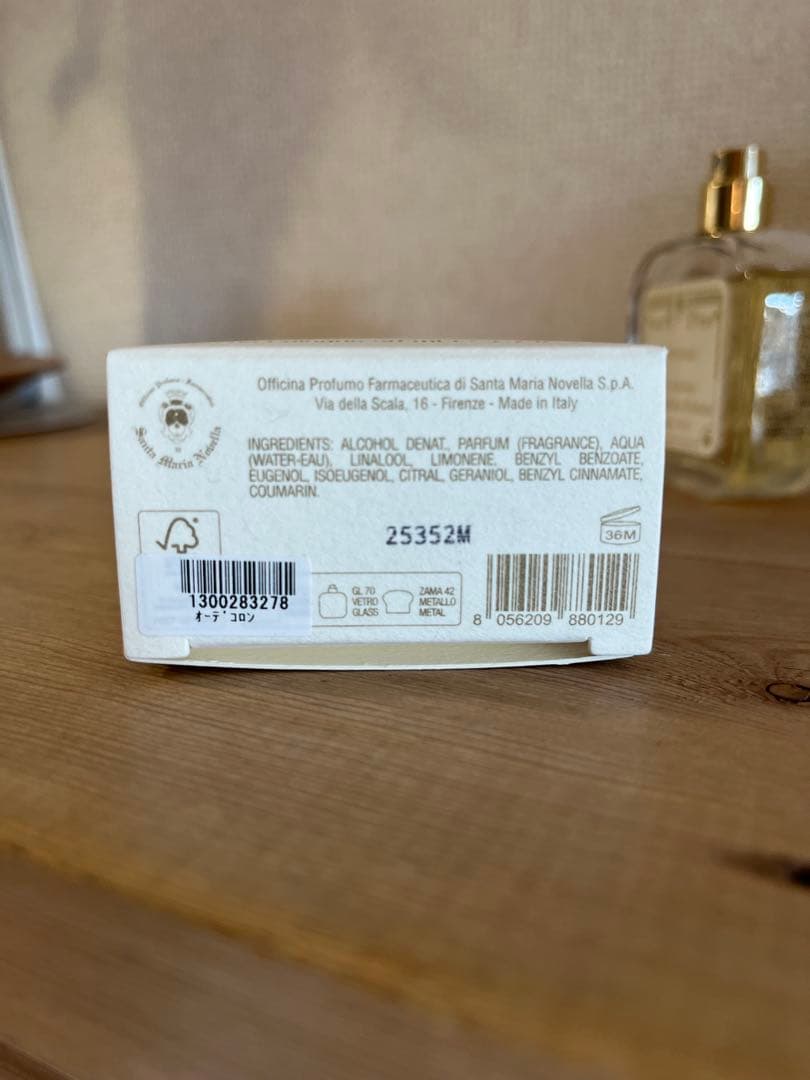 Officina Profumo Farmaceutica di Santa Maria Novella S.p.A.
Via della Scala, 16 - Firenze - Made in Italy
Santa Maria Novella
INGREDIENTS: ALCOHOL DENAT., PARFUM (FRAGRANCE), AQUA
(WATER-EAU), LINALOOL, LIMONENE, BENZYL BENZOATE,
EUGENOL, ISOEUGENOL, CITRAL, GERANIOL, BENZYL CINNAMATE,
COUMARIN.
25352M
36M
1300283278
オーデコロン
GL 70
VETRO
GLASS
ZAMA 42
METALLO
METAL
8 056209 880129